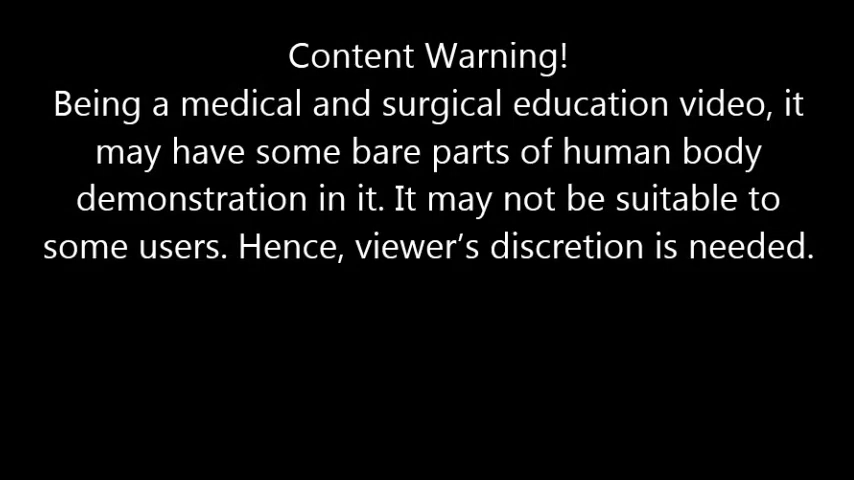 Content Warning!
Being a medical and surgical education video, it
may have some bare parts of human body
demonstration in it. It may not be suitable to
some users. Hence, viewer’s discretion is needed.